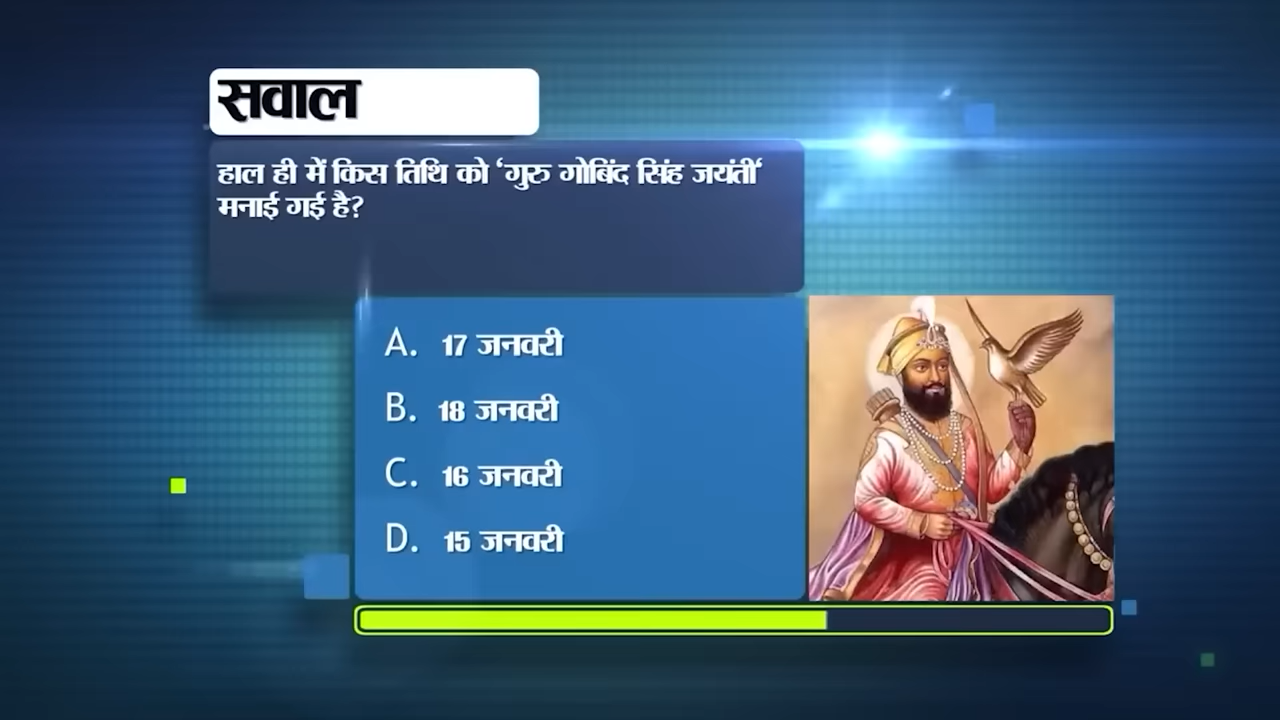 सवाल
हाल ही में किस तिथि को ‘गुरु गोबिंद सिंह जयंती‘
मनाई गई है?
A. 17 जनवरी
B. 18 जनवरी
C. 16 जनवरी
D. 15 जनवरी